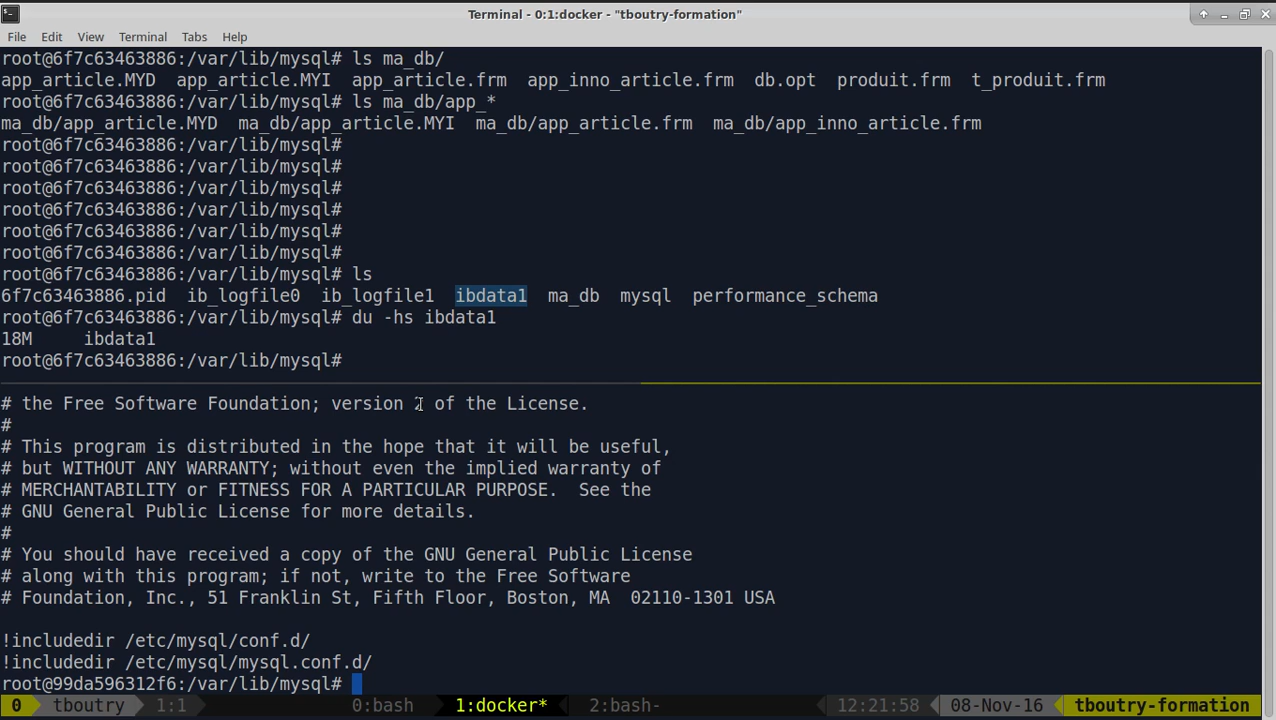 Terminal - 0:1:docker - "tboutry-formation"
File Edit View Terminal Tabs Help
root@6f7c63463886:/var/lib/mysql# ls ma_db/
app_article.MYD app_article.MYI app_article.frm app_inno_article.frm db.opt produit.frm t_produit.frm
root@6f7c63463886:/var/lib/mysql# ls ma_db/app_*
ma_db/app_article.MYD ma_db/app_article.MYI ma_db/app_article.frm ma_db/app_inno_article.frm
root@6f7c63463886:/var/lib/mysql#
root@6f7c63463886:/var/lib/mysql#
root@6f7c63463886:/var/lib/mysql#
root@6f7c63463886:/var/lib/mysql#
root@6f7c63463886:/var/lib/mysql#
root@6f7c63463886:/var/lib/mysql#
root@6f7c63463886:/var/lib/mysql# ls
6f7c63463886.pid ib_logfile0 ib_logfile1 ibdata1 ma_db mysql performance_schema
root@6f7c63463886:/var/lib/mysql# du -hs ibdata1
18M ibdata1
root@6f7c63463886:/var/lib/mysql#
# the Free Software Foundation; version 2 of the License.
#
# This program is distributed in the hope that it will be useful,
# but WITHOUT ANY WARRANTY; without even the implied warranty of
# MERCHANTABILITY or FITNESS FOR A PARTICULAR PURPOSE. See the
# GNU General Public License for more details.
#
# You should have received a copy of the GNU General Public License
# along with this program; if not, write to the Free Software
# Foundation, Inc., 51 Franklin St, Fifth Floor, Boston, MA 02110-1301 USA
!includedir /etc/mysql/conf.d/
!includedir /etc/mysql/mysql.conf.d/
root@99da596312f6:/var/lib/mysql#
0 tboutry 1:1 0:bash 1:docker* 2:bash- 12:21:58 08-Nov-16 tboutry-formation